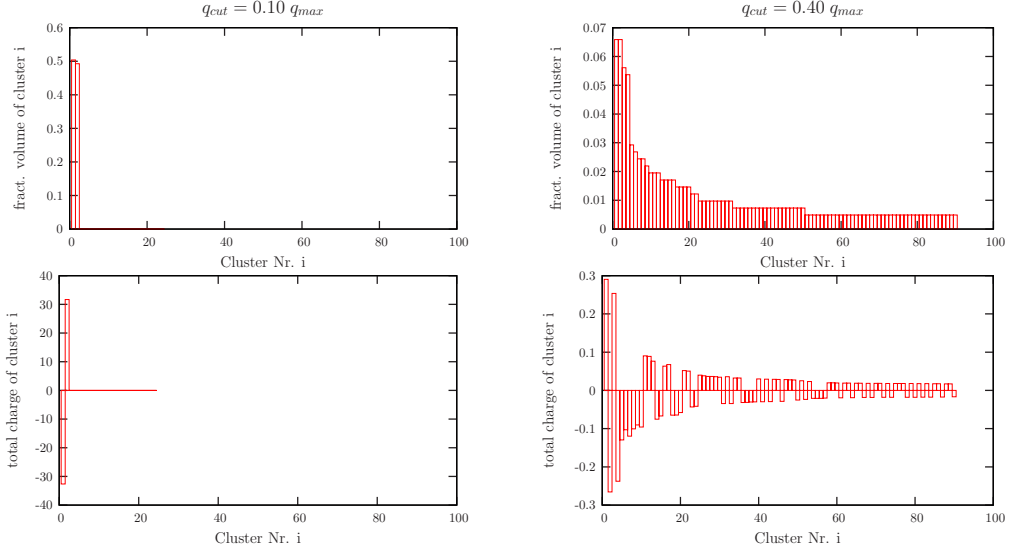 q_cut = 0.10 q_max
0.6
0.5
0.4
0.3
0.2
0.1
0
fract. volume of cluster i
0 20 40 60 80 100
Cluster Nr. i
q_cut = 0.40 q_max
0.07
0.06
0.05
0.04
0.03
0.02
0.01
0
fract. volume of cluster i
0 20 40 60 80 100
Cluster Nr. i
40
30
20
10
0
-10
-20
-30
-40
total charge of cluster i
0 20 40 60 80 100
Cluster Nr. i
0.3
0.2
0.1
0
-0.1
-0.2
-0.3
total charge of cluster i
0 20 40 60 80 100
Cluster Nr. i